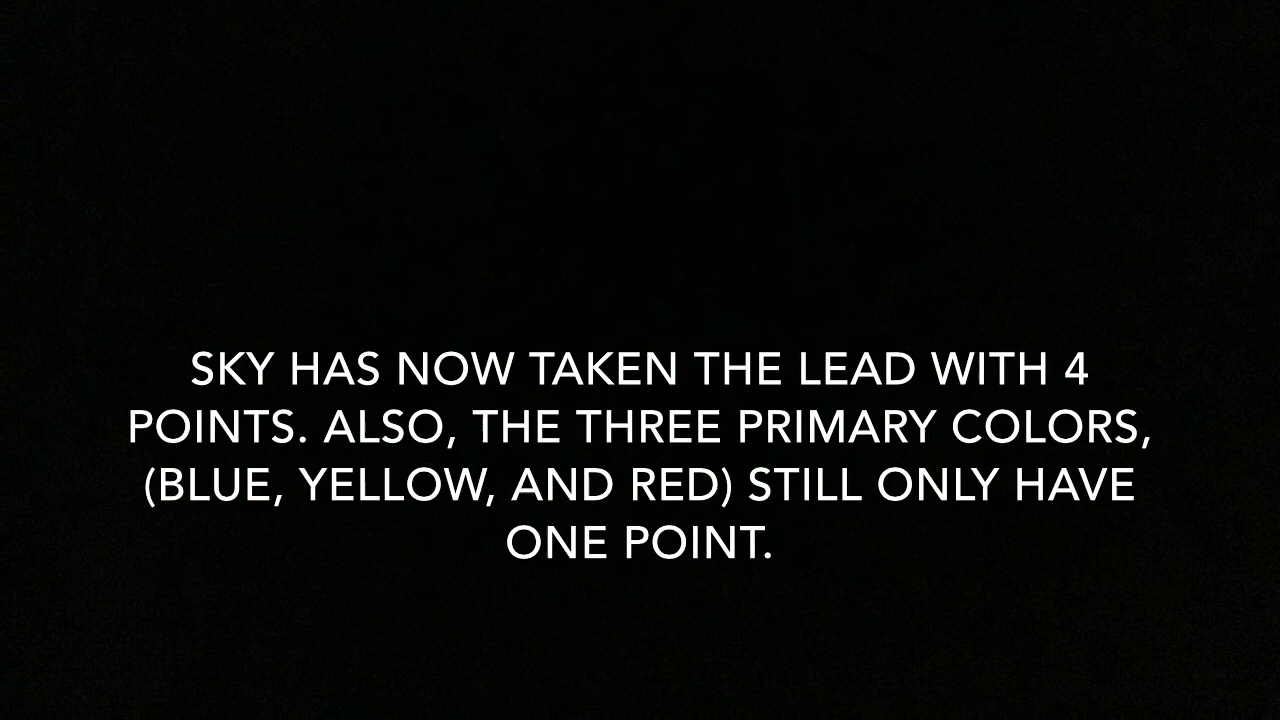 SKY HAS NOW TAKEN THE LEAD WITH 4
POINTS. ALSO, THE THREE PRIMARY COLORS,
(BLUE, YELLOW, AND RED) STILL ONLY HAVE
ONE POINT.